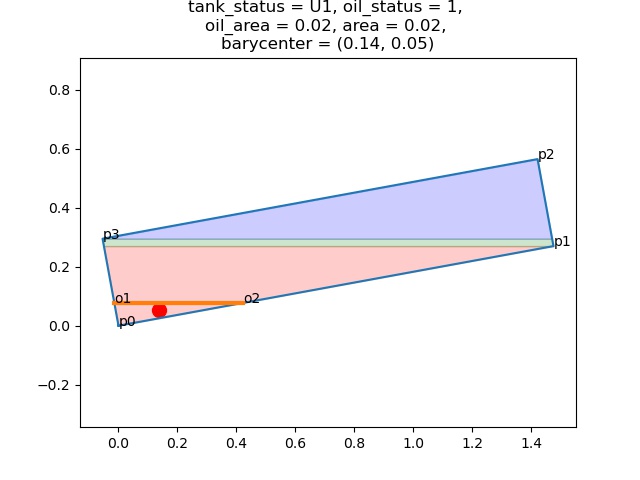 tank_status = U1, oil_status = 1,
oil_area = 0.02, area = 0.02,
barycenter = (0.14, 0.05)
0.8
0.6
0.4
0.2
0.0
−0.2
p2
p3
p1
o1
o2
p0
0.0 0.2 0.4 0.6 0.8 1.0 1.2 1.4